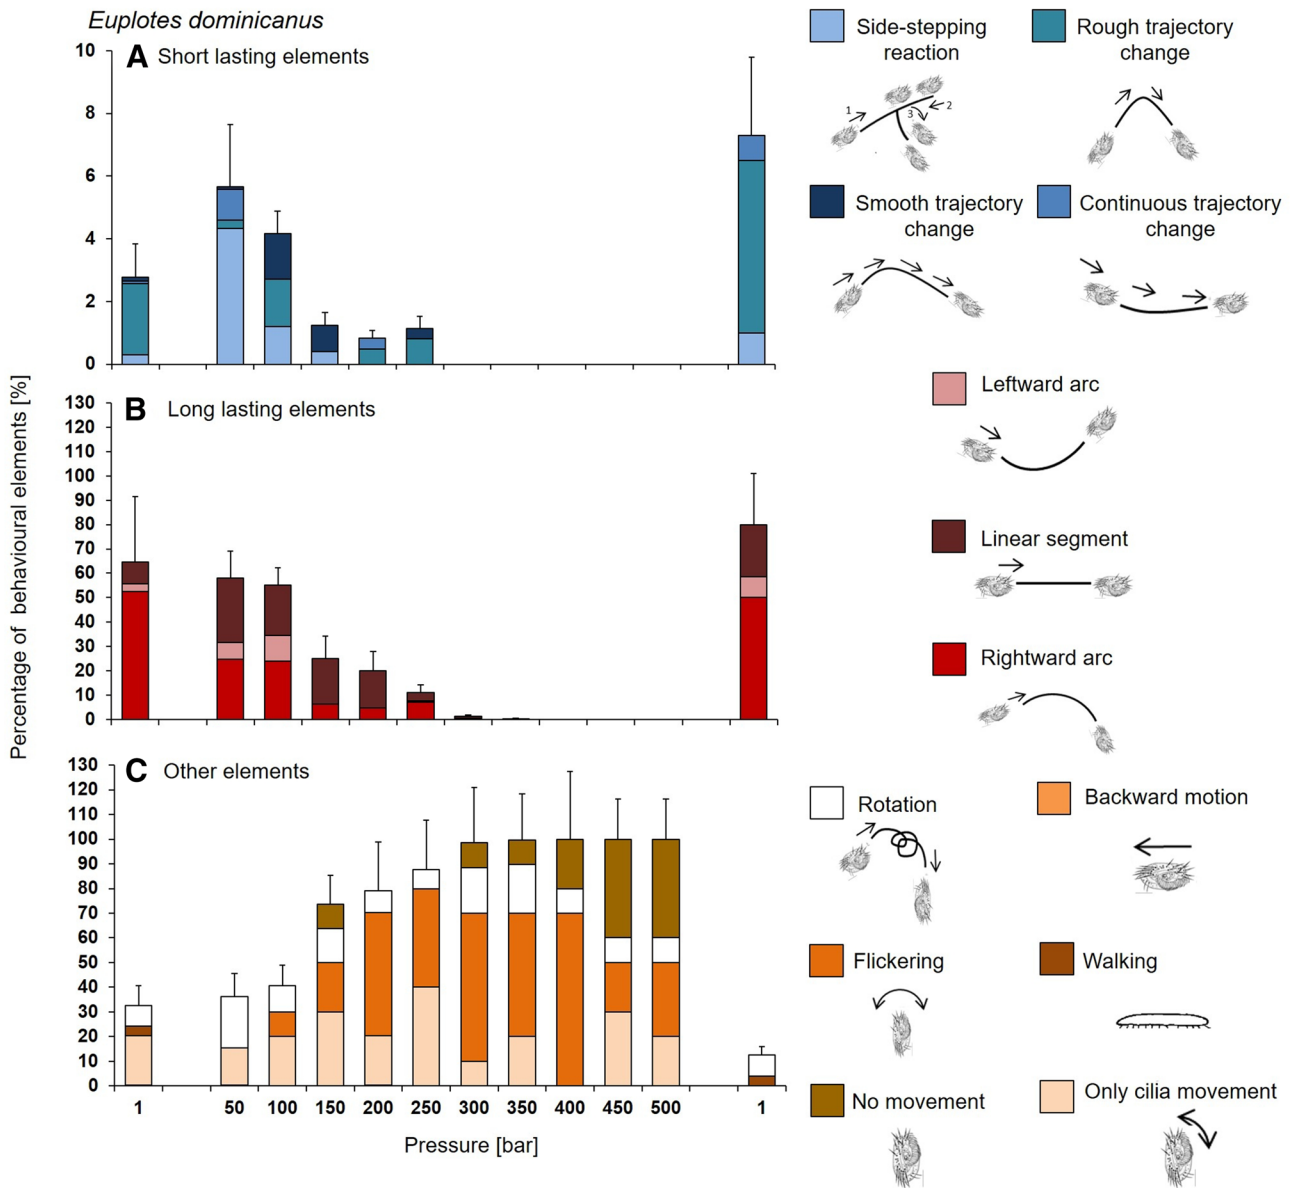 Euplotes dominicanus
A Short lasting elements
10
8
6
4
2
0
Side-stepping
reaction
1
2
3
Rough trajectory
change
Smooth trajectory
change
Continuous trajectory
change
Percentage of behavioural elements [%]
B Long lasting elements
130
120
110
100
90
80
70
60
50
40
30
20
10
0
Leftward arc
Linear segment
Rightward arc
C Other elements
130
120
110
100
90
80
70
60
50
40
30
20
10
0
1 50 100 150 200 250 300 350 400 450 500 1
Pressure [bar]
Rotation
Backward motion
Flickering
Walking
No movement
Only cilia movement